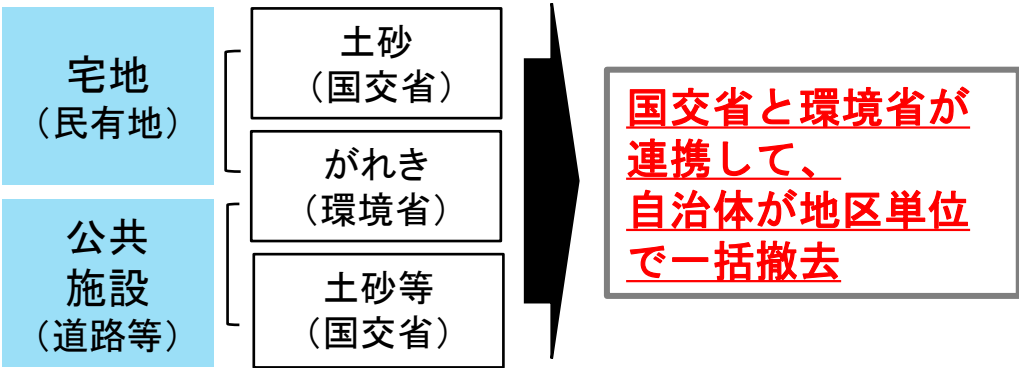 宅地
（民有地）
公共
施設
（道路等）
土砂
（国交省）
がれき
（環境省）
土砂等
（国交省）
国交省と環境省が
連携して、
自治体が地区単位
で一括撤去